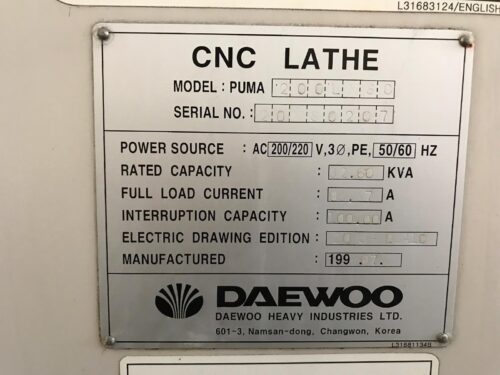 L31683124/ENGLISH
CNC LATHE
MODEL: PUMA
SERIAL NO. :
POWER SOURCE : AC 200/220 V,3Ø,PE, 50/60 HZ
RATED CAPACITY : KVA
FULL LOAD CURRENT : A
INTERRUPTION CAPACITY : A
ELECTRIC DRAWING EDITION :
MANUFACTURED : 199
DAEWOO
DAEWOO HEAVY INDUSTRIES LTD.
601-3, Namsan-dong, Changwon, Korea